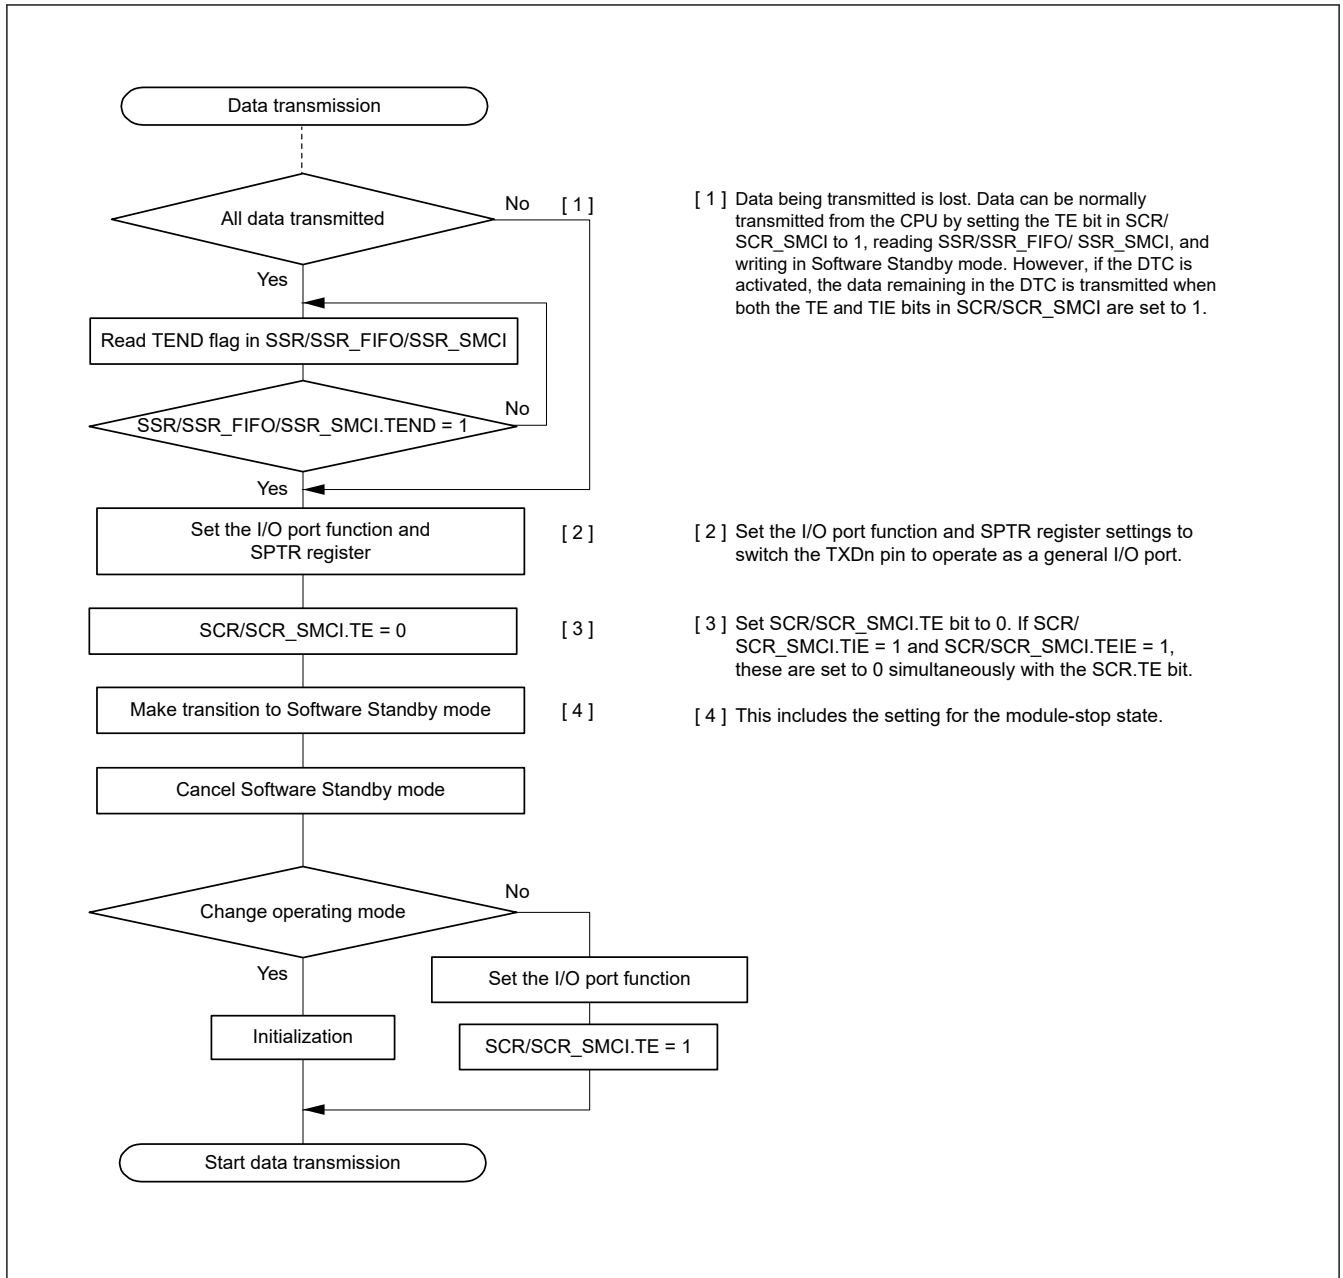 Data transmission
All data transmitted
No
[ 1 ]
Yes
[ 1 ] Data being transmitted is lost. Data can be normally
transmitted from the CPU by setting the TE bit in SCR/
SCR_SMCI to 1, reading SSR/SSR_FIFO/ SSR_SMCI, and
writing in Software Standby mode. However, if the DTC is
activated, the data remaining in the DTC is transmitted when
both the TE and TIE bits in SCR/SCR_SMCI are set to 1.
Read TEND flag in SSR/SSR_FIFO/SSR_SMCI
SSR/SSR_FIFO/SSR_SMCI.TEND = 1
No
Yes
Set the I/O port function and
SPTR register
[ 2 ]
[ 2 ] Set the I/O port function and SPTR register settings to
switch the TXDn pin to operate as a general I/O port.
SCR/SCR_SMCI.TE = 0
[ 3 ]
[ 3 ] Set SCR/SCR_SMCI.TE bit to 0. If SCR/
SCR_SMCI.TIE = 1 and SCR/SCR_SMCI.TEIE = 1,
these are set to 0 simultaneously with the SCR.TE bit.
Make transition to Software Standby mode
[ 4 ]
[ 4 ] This includes the setting for the module-stop state.
Cancel Software Standby mode
Change operating mode
No
Yes
Set the I/O port function
Initialization
SCR/SCR_SMCI.TE = 1
Start data transmission